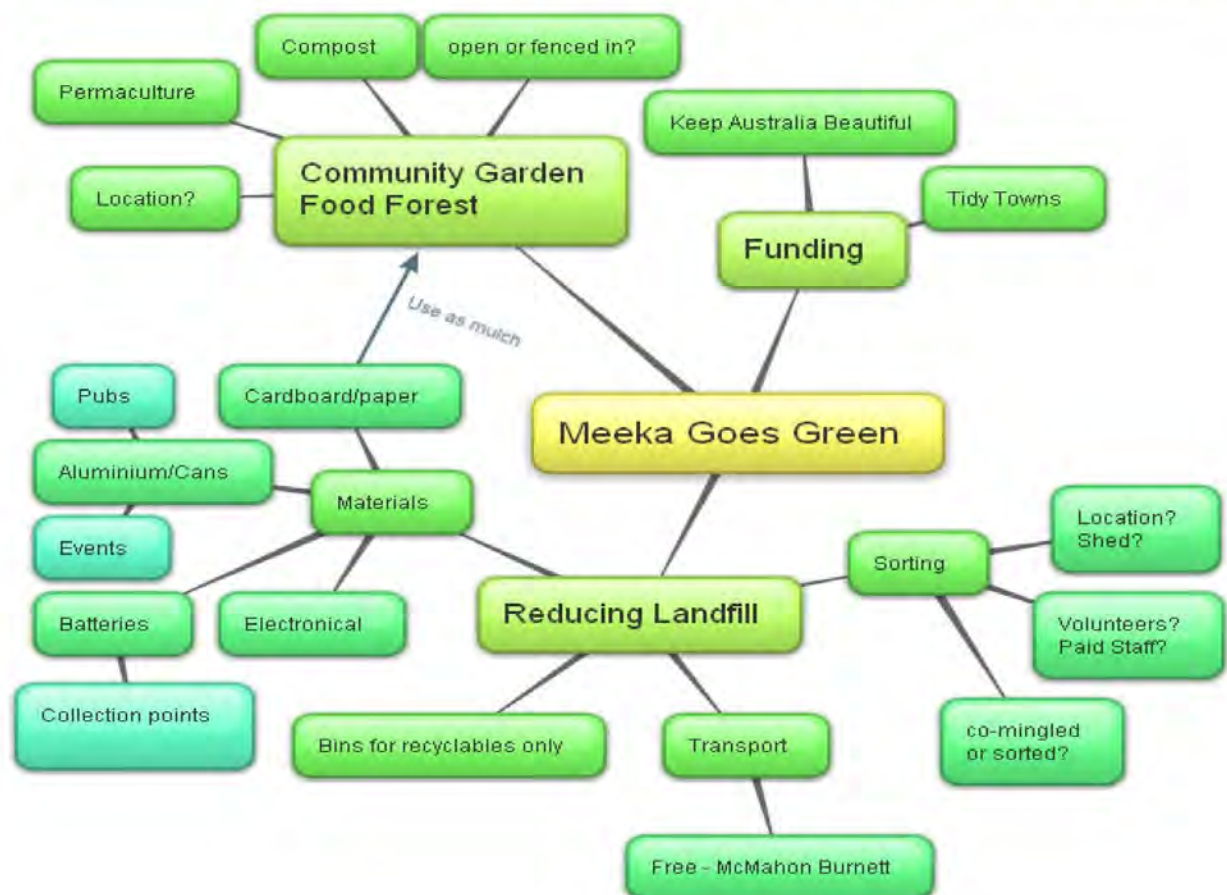 Compost
open or fenced in?
Permaculture
Keep Australia Beautiful
Community Garden
Food Forest
Location?
Tidy Towns
Funding
Use as mulch
Pubs
Cardboard/paper
Meeka Goes Green
Aluminium/Cans
Materials
Location?
Shed?
Events
Sorting
Reducing Landfill
Batteries
Electronical
Volunteers?
Paid Staff?
Collection points
Bins for recyclables only
Transport
co-mingled
or sorted?
Free - McMahon Burnett